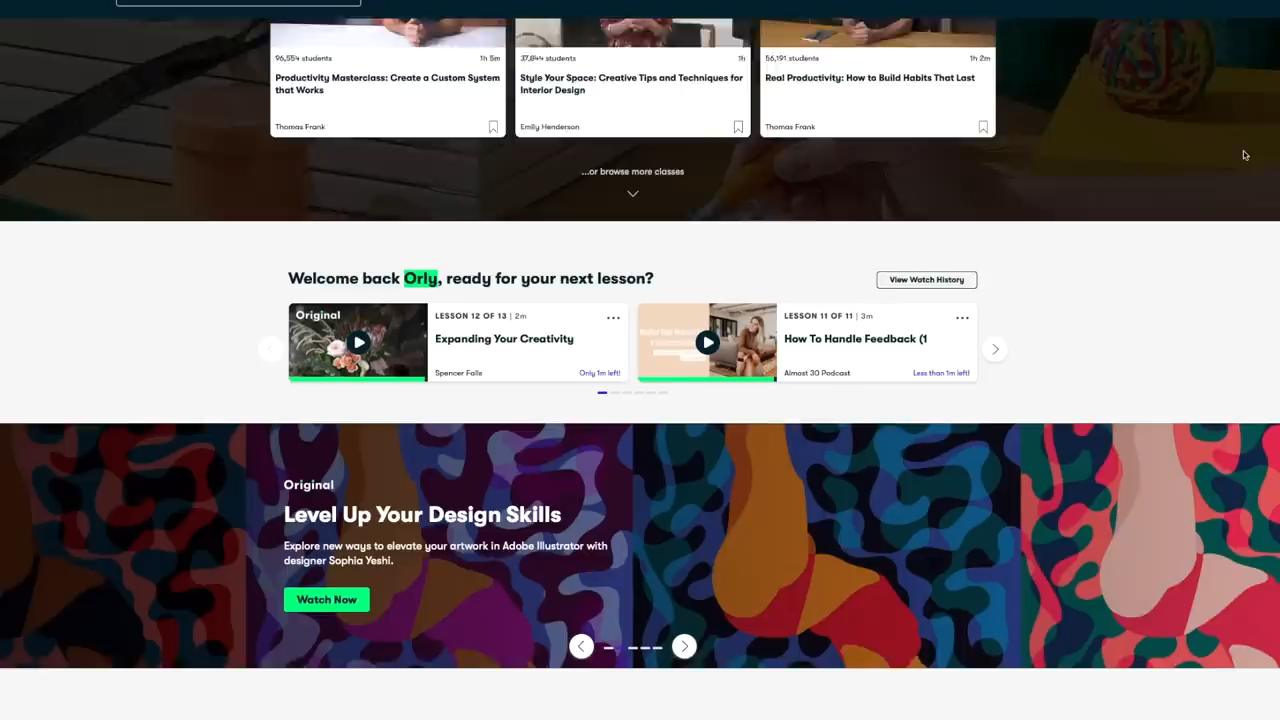 96,554 students 1h 5m
Productivity Masterclass: Create a Custom System
that Works
Thomas Frank
37,844 students 1h
Style Your Space: Creative Tips and Techniques for
Interior Design
Emily Henderson
56,191 students 1h 2m
Real Productivity: How to Build Habits That Last
Thomas Frank
...or browse more classes
Welcome back Orly, ready for your next lesson?
View Watch History
Original
LESSON 12 OF 13 | 2m
Expanding Your Creativity
Spencer Falls Only 1m left!
LESSON 11 OF 11 | 3m
How To Handle Feedback (1
Almost 30 Podcast Less than 1m left!
Original
Level Up Your Design Skills
Explore new ways to elevate your artwork in Adobe Illustrator with
designer Sophia Yeshi.
Watch Now